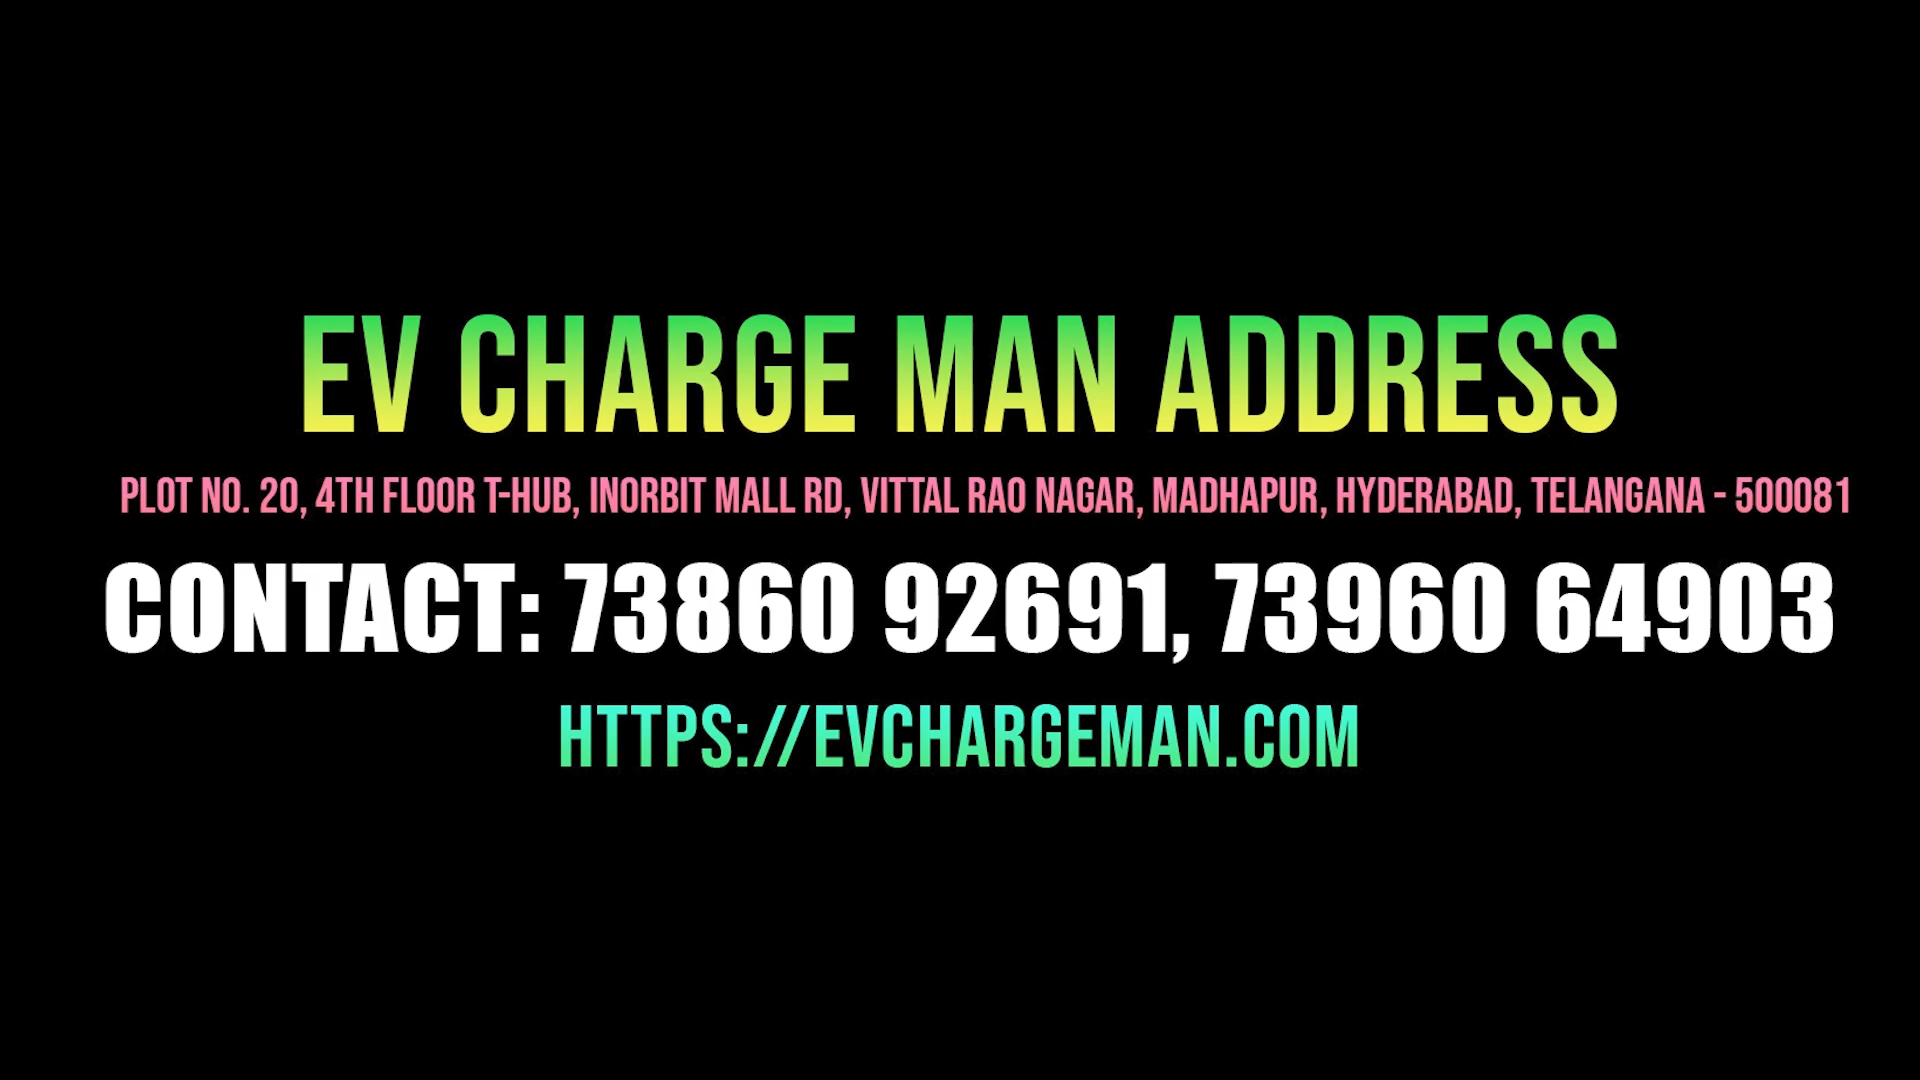 EV CHARGE MAN ADDRESS
PLOT NO. 20, 4TH FLOOR T-HUB, INORBIT MALL RD, VITTAL RAO NAGAR, MADHAPUR, HYDERABAD, TELANGANA - 500081
CONTACT: 73860 92691, 73960 64903
HTTPS://EVCHARGEMAN.COM